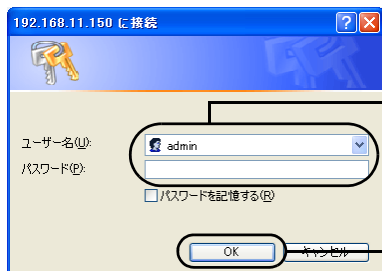 192.168.11.150 に接続
ユーザー名(U):
admin
パスワード(P):
パスワードを記憶する(R)
OK
キャンセル